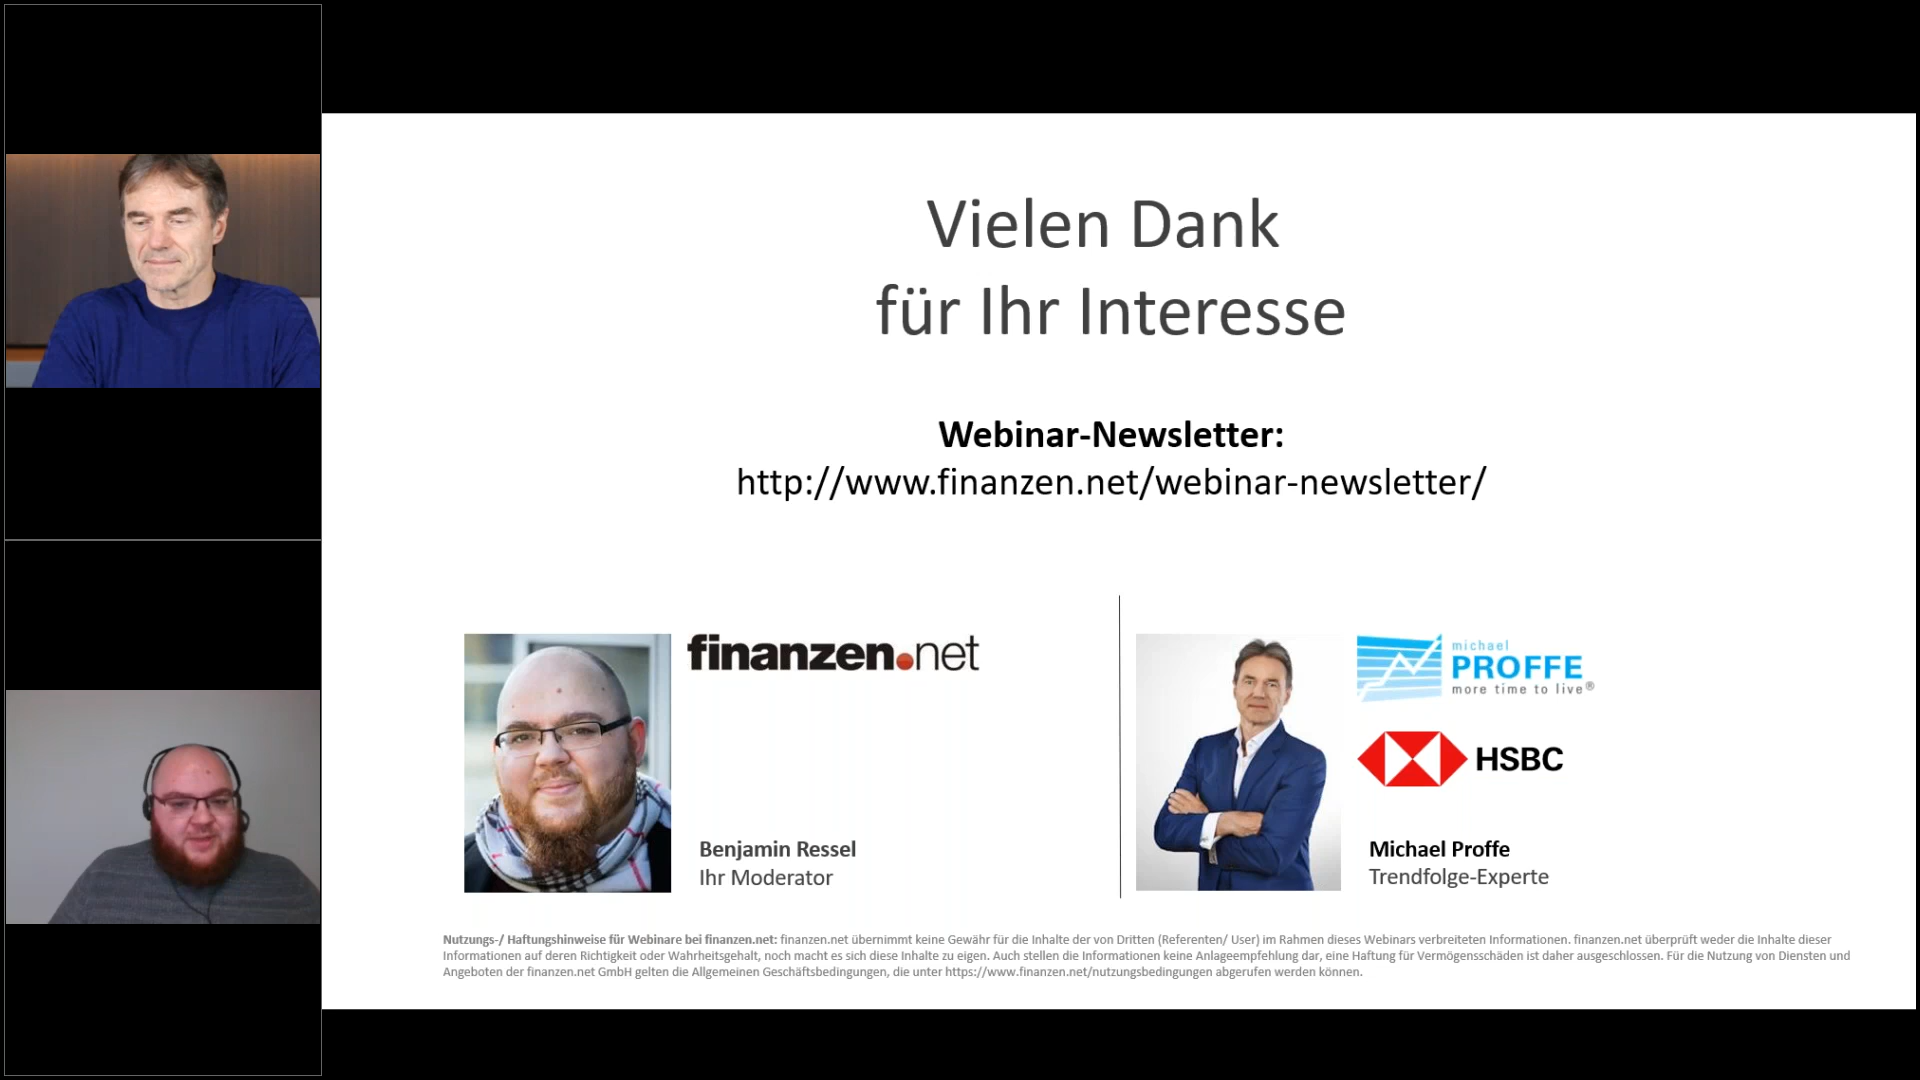 Vielen Dank
für Ihr Interesse
Webinar-Newsletter:
http://www.finanzen.net/webinar-newsletter/
finanzen.net
Benjamin Ressel
Ihr Moderator
michael
PROFFE
more time to live®
HSBC
Michael Proffe
Trendfolge-Experte
Nutzungs-/ Haftungshinweise für Webinare bei finanzen.net: finanzen.net übernimmt keine Gewähr für die Inhalte der von Dritten (Referenten/ User) im Rahmen dieses Webinars verbreiteten Informationen. finanzen.net überprüft weder die Inhalte dieser
Informationen auf deren Richtigkeit oder Wahrheitsgehalt, noch macht es sich diese Inhalte zu eigen. Auch stellen die Informationen keine Anlageempfehlung dar, eine Haftung für Vermögensschäden ist daher ausgeschlossen. Für die Nutzung von Diensten und
Angeboten der finanzen.net GmbH gelten die Allgemeinen Geschäftsbedingungen, die unter https://www.finanzen.net/nutzungsbedingungen abgerufen werden können.